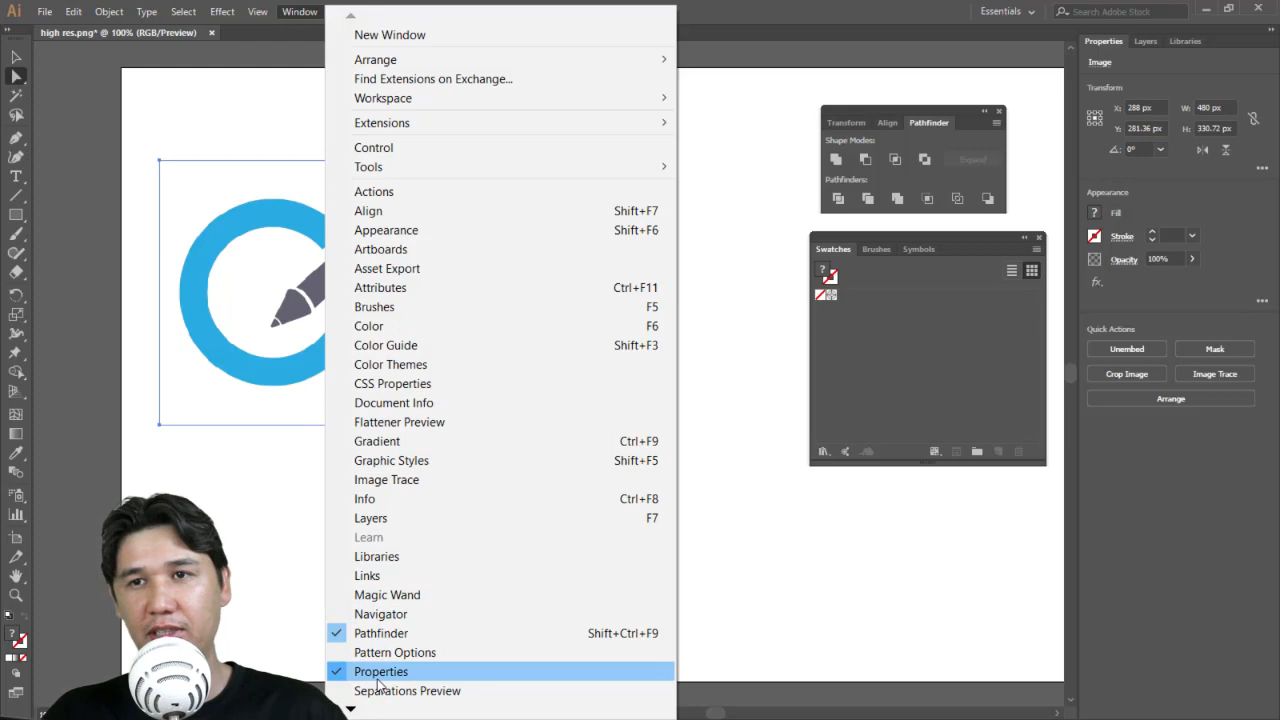 Ai File Edit Object Type Select Effect View Window Essentials Search Adobe Stock
high res.png* @ 100% (RGB/Preview)
New Window
Arrange
Find Extensions on Exchange...
Workspace
Extensions
Control
Tools
Actions
Align Shift+F7
Appearance Shift+F6
Artboards
Asset Export
Attributes Ctrl+F11
Brushes F5
Color F6
Color Guide Shift+F3
Color Themes
CSS Properties
Document Info
Flattener Preview
Gradient Ctrl+F9
Graphic Styles Shift+F5
Image Trace
Info Ctrl+F8
Layers F7
Learn
Libraries
Links
Magic Wand
Navigator
Pathfinder Shift+Ctrl+F9
Pattern Options
Properties
Separations Preview
Transform Align Pathfinder
Shape Modes:
Expand
Pathfinders:
Swatches Brushes Symbols
Properties Layers Libraries
Image
Transform
X: 288 px W: 480 px
Y: 281.36 px H: 330.72 px
0°
Appearance
Fill
Stroke
Opacity 100%
fx
Quick Actions
Unembed Mask
Crop Image Image Trace
Arrange